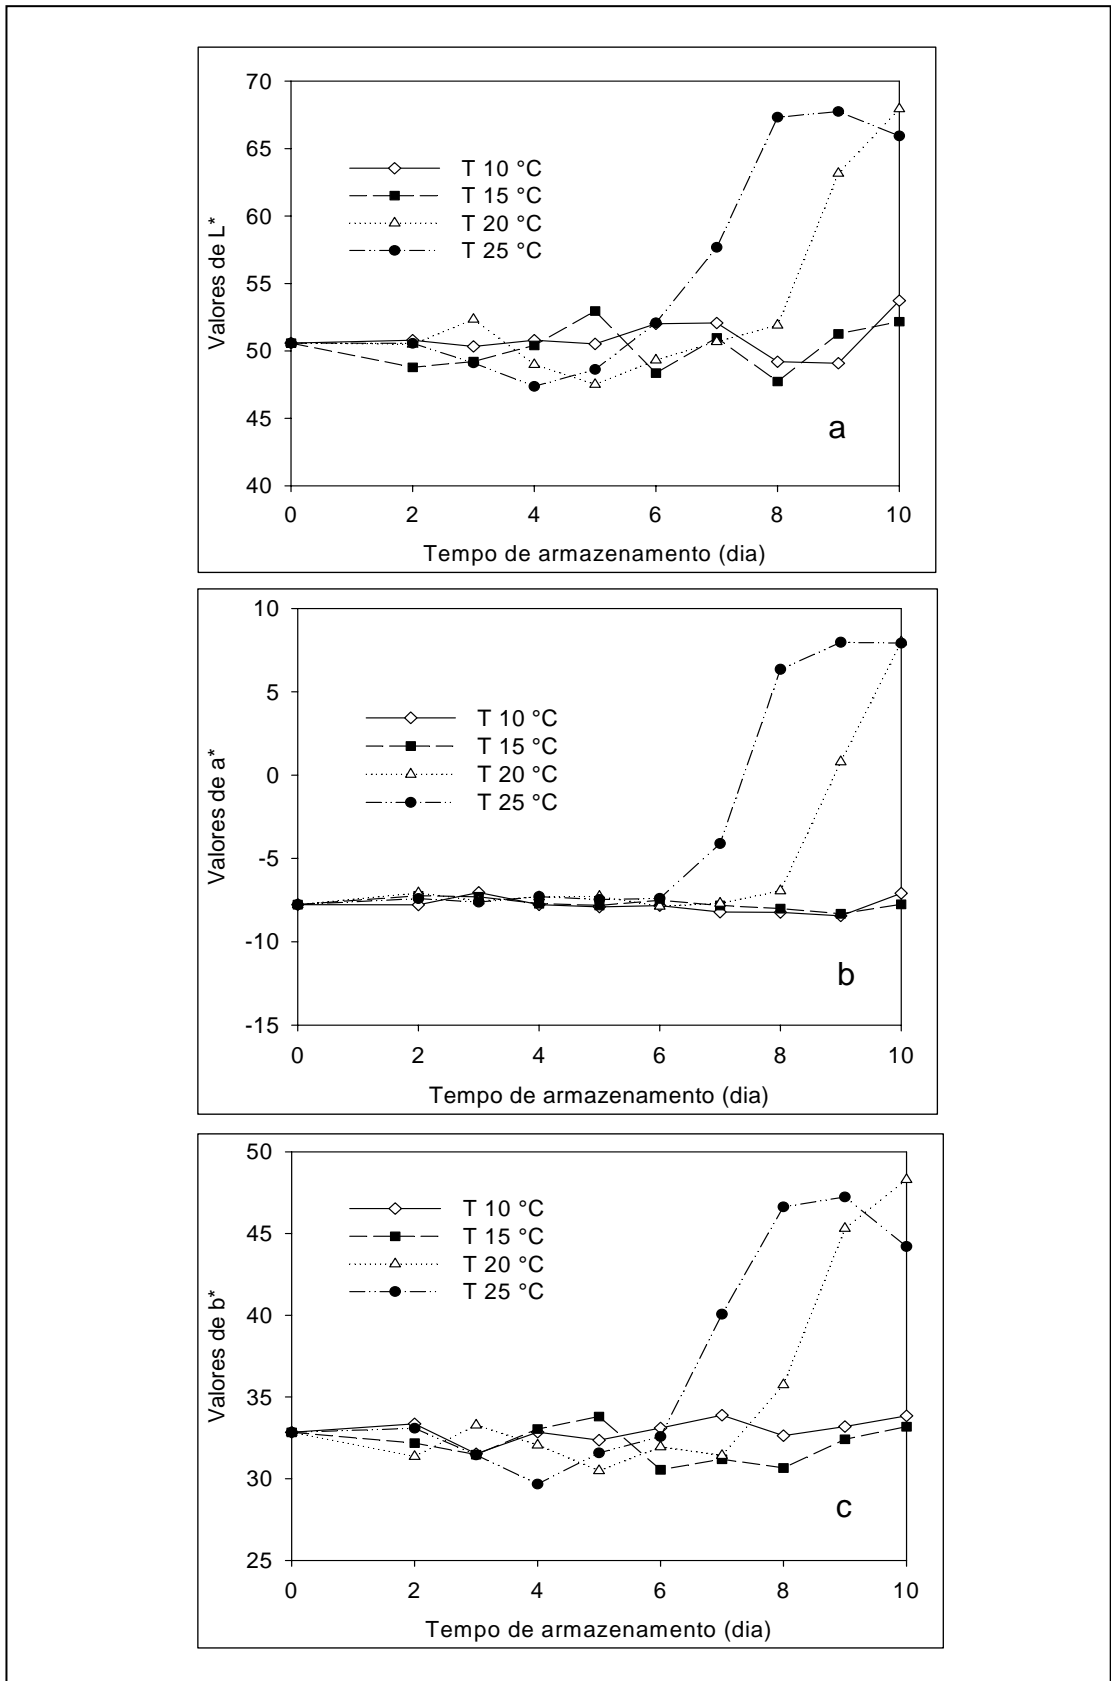 70
65
60
55
50
45
40
Valores de L*
T 10 °C
T 15 °C
T 20 °C
T 25 °C
a
0 2 4 6 8 10
Tempo de armazenamento (dia)
10
5
0
-5
-10
-15
Valores de a*
T 10 °C
T 15 °C
T 20 °C
T 25 °C
b
0 2 4 6 8 10
Tempo de armazenamento (dia)
50
45
40
35
30
25
Valores de b*
T 10 °C
T 15 °C
T 20 °C
T 25 °C
c
0 2 4 6 8 10
Tempo de armazenamento (dia)